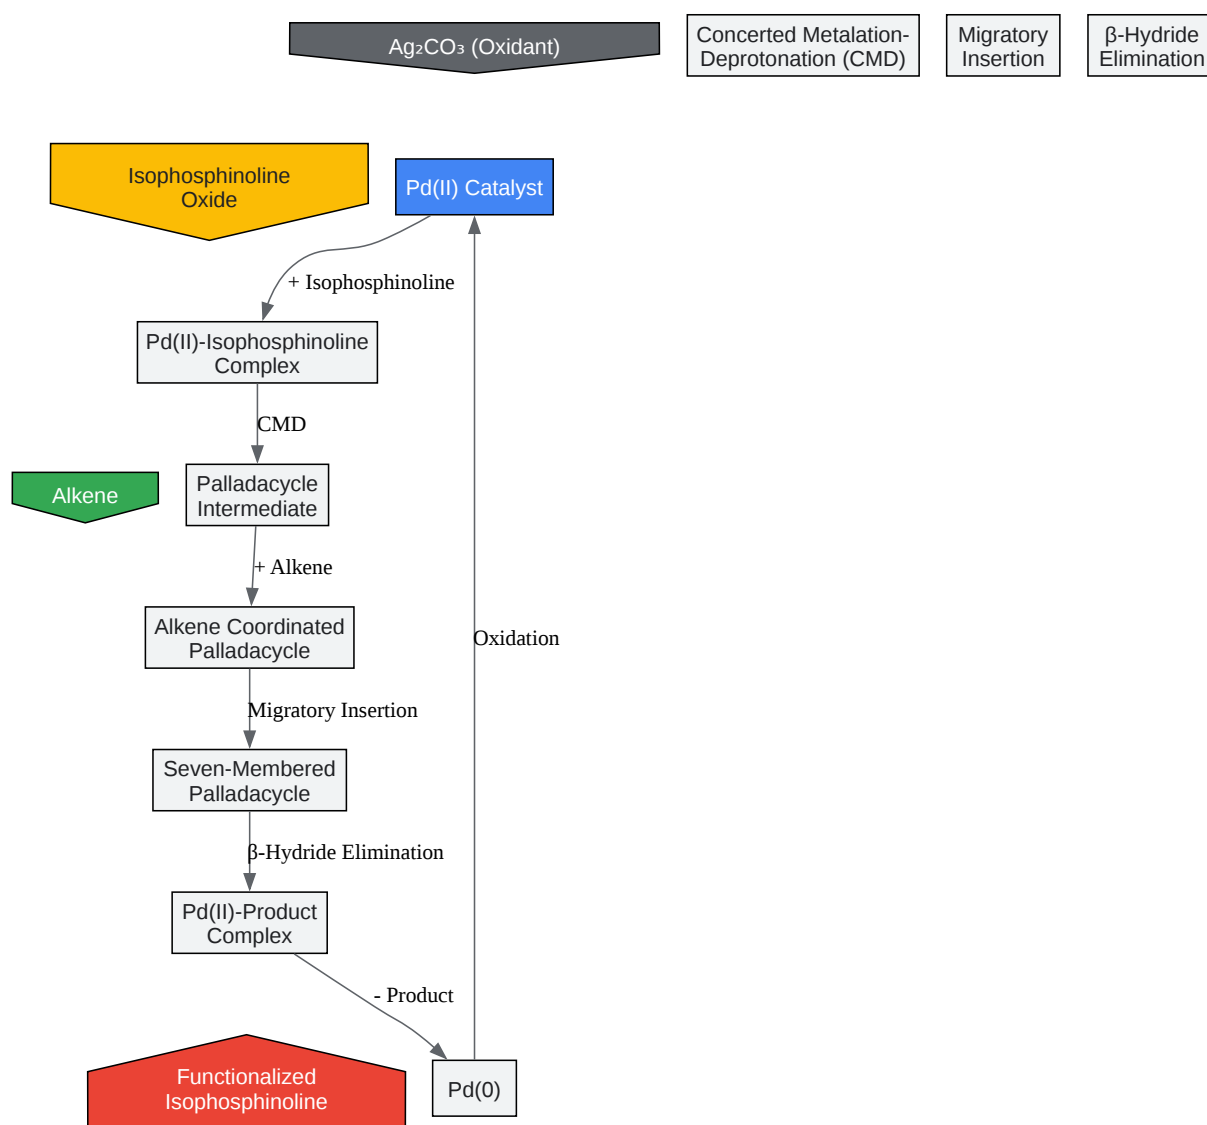 Ag₂CO₃ (Oxidant)
Concerted Metalation-
Deprotonation (CMD)
Migratory
Insertion
β-Hydride
Elimination
Isophosphinoline
Oxide
Pd(II) Catalyst
+ Isophosphinoline
Pd(II)-Isophosphinoline
Complex
CMD
Palladacycle
Intermediate
Alkene
+ Alkene
Alkene Coordinated
Palladacycle
Oxidation
Migratory Insertion
Seven-Membered
Palladacycle
β-Hydride Elimination
Pd(II)-Product
Complex
- Product
Functionalized
Isophosphinoline
Pd(0)